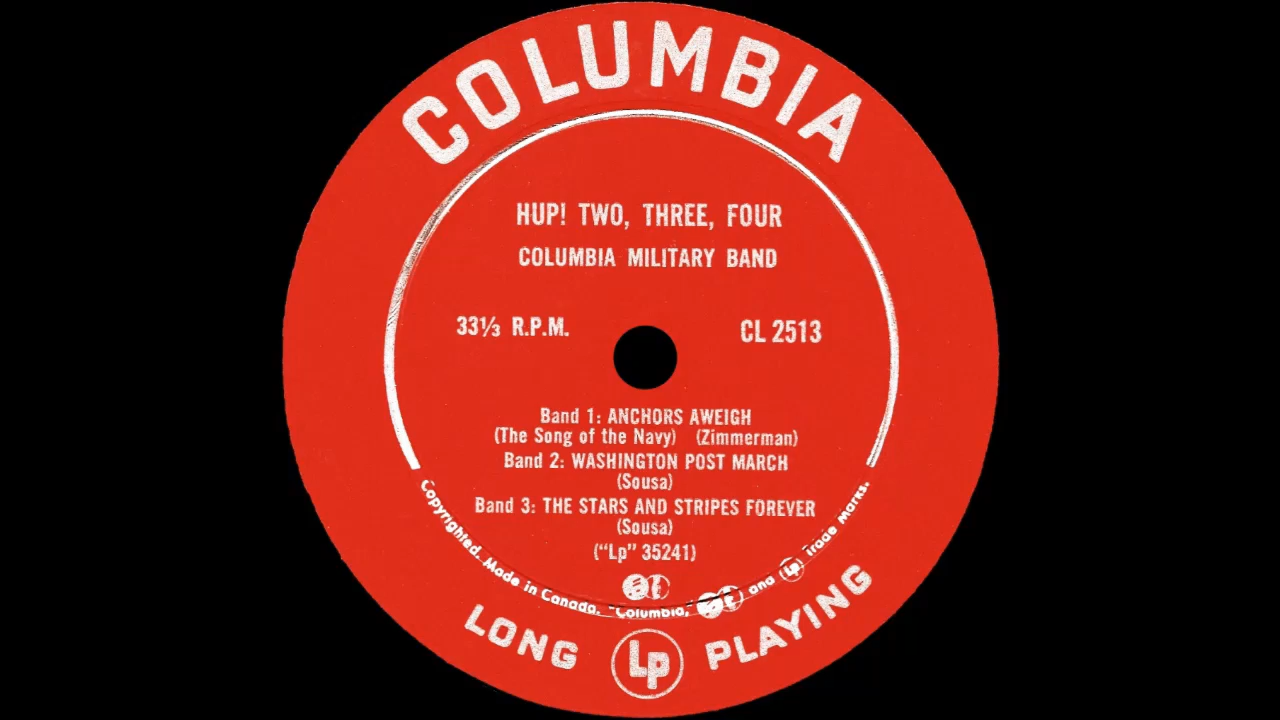 COLUMBIA
HUP! TWO, THREE, FOUR
COLUMBIA MILITARY BAND
33⅓ R.P.M.
CL 2513
Band 1: ANCHORS AWEIGH
(The Song of the Navy) (Zimmerman)
Band 2: WASHINGTON POST MARCH
(Sousa)
Band 3: THE STARS AND STRIPES FOREVER
(Sousa)
("Lp" 35241)
Copyrighted. Made in Canada. "Columbia," and Lp Trade Marks.
LONG Lp PLAYING